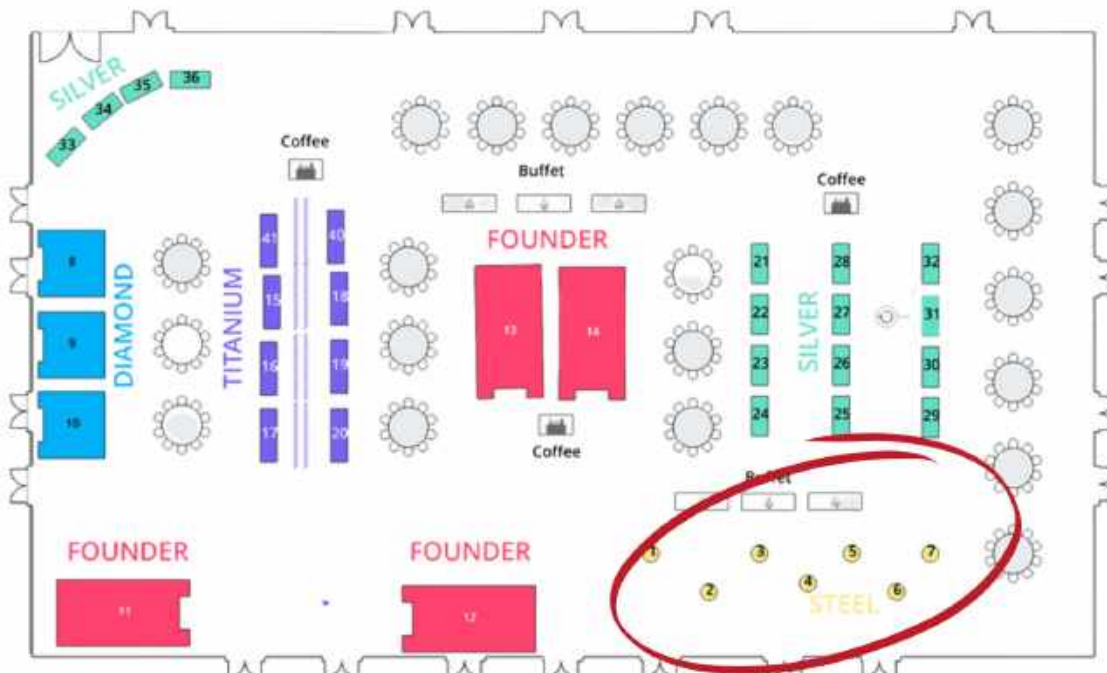 SILVER
33
34
35
36
Coffee
Buffet
Coffee
FOUNDER
8
9
10
DIAMOND
TITANIUM
41
15
16
17
40
18
19
20
13
14
Coffee
21
22
23
24
SILVER
28
27
26
25
32
31
30
29
Buffet
FOUNDER
11
FOUNDER
12
1
2
3
4
5
6
7
STEEL